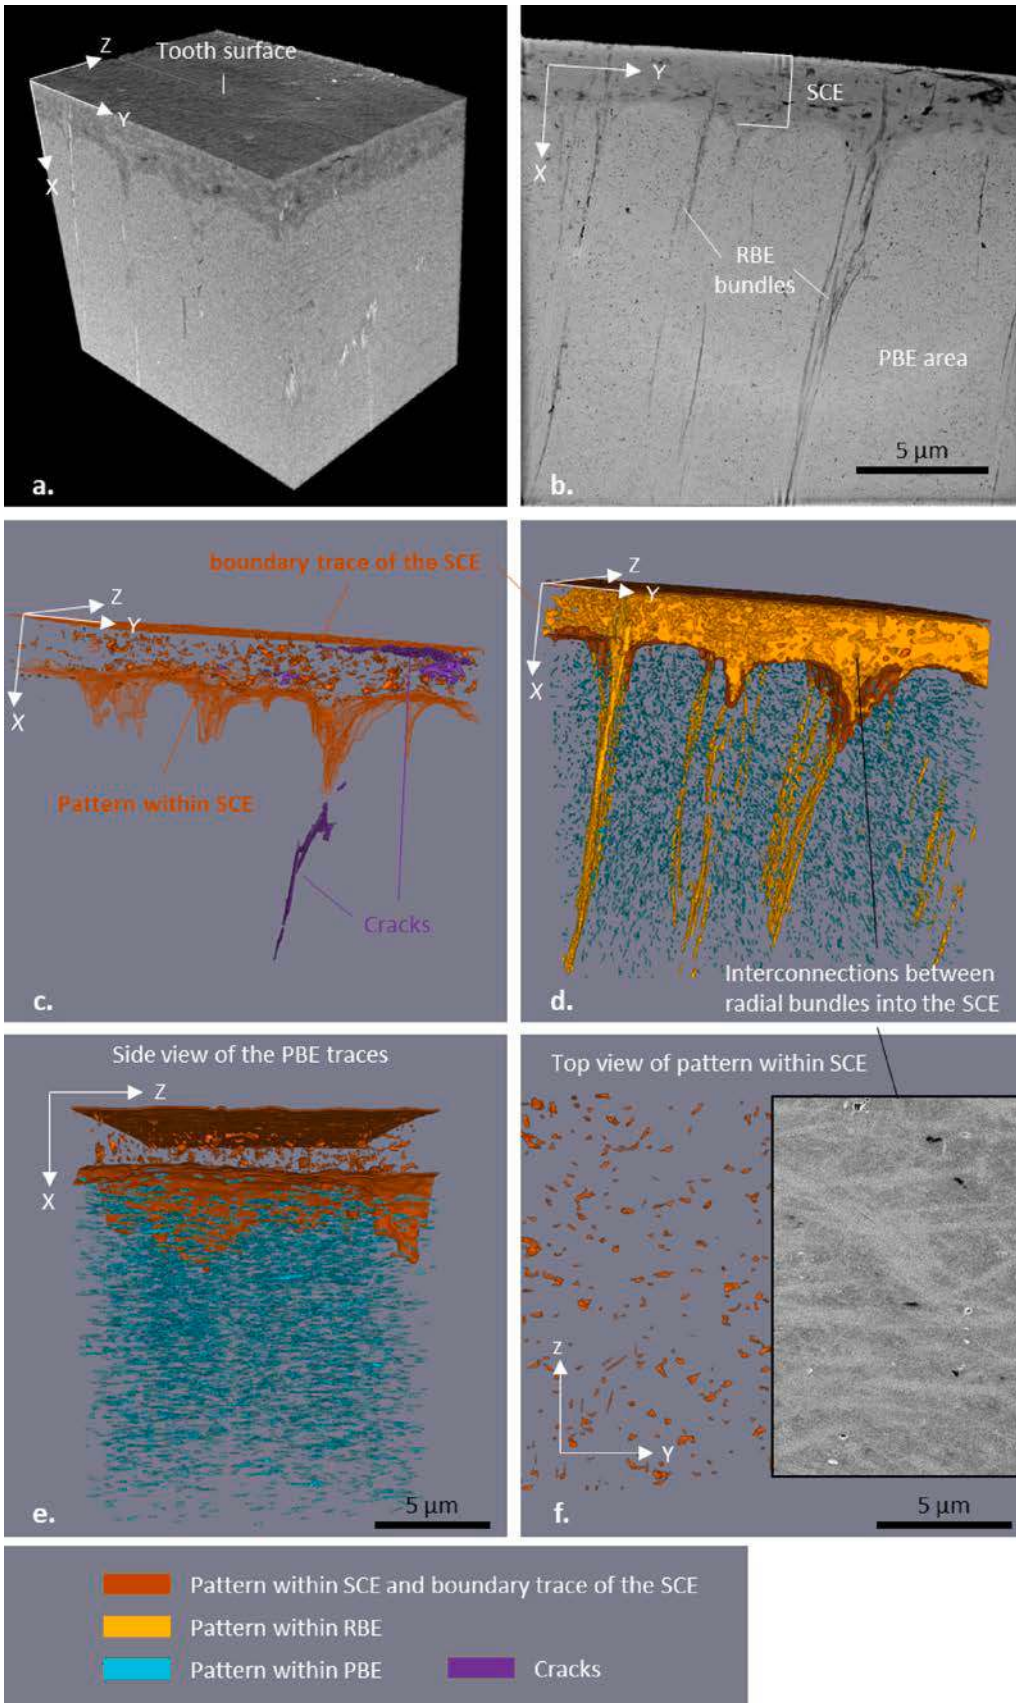 Z
Tooth surface
Y
X
a.
Y
SCE
X
RBE
bundles
PBE area
5 µm
b.
boundary trace of the SCE
Z
Y
X
Pattern within SCE
Cracks
c.
Z
Y
X
Interconnections between
radial bundles into the SCE
d.
Side view of the PBE traces
Z
X
5 µm
e.
Top view of pattern within SCE
Z
Y
5 µm
f.
Pattern within SCE and boundary trace of the SCE
Pattern within RBE
Pattern within PBE
Cracks